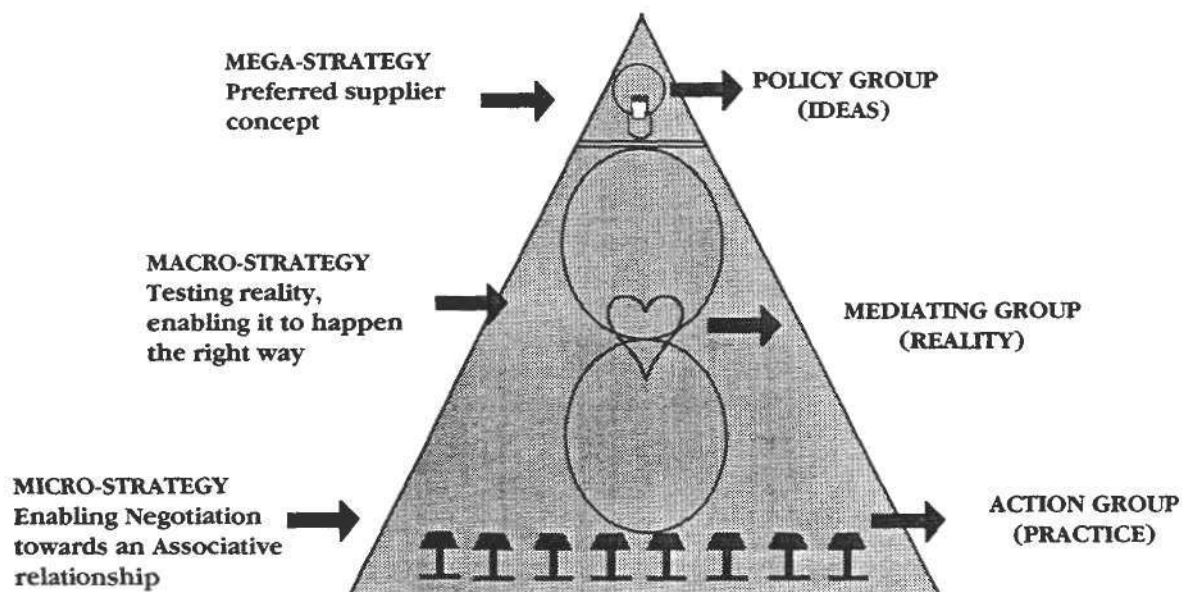 MEGA-STRATEGY
Preferred supplier
concept
POLICY GROUP
(IDEAS)
MACRO-STRATEGY
Testing reality,
enabling it to happen
the right way
MEDIATING GROUP
(REALITY)
MICRO-STRATEGY
Enabling Negotiation
towards an Associative
relationship
ACTION GROUP
(PRACTICE)